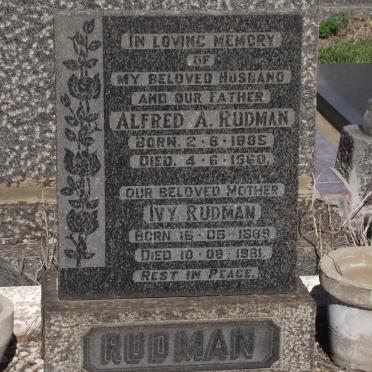 IN LOVING MEMORY
OF
MY BELOVED HUSBAND
AND OUR FATHER
ALFRED A. RUDMAN
BORN. 2-8-1885
DIED. 4-6-1960.
OUR BELOVED MOTHER
IVY RUDMAN
BORN 16-05-1889
DIED 10-09-1981.
REST IN PEACE.
RUDMAN